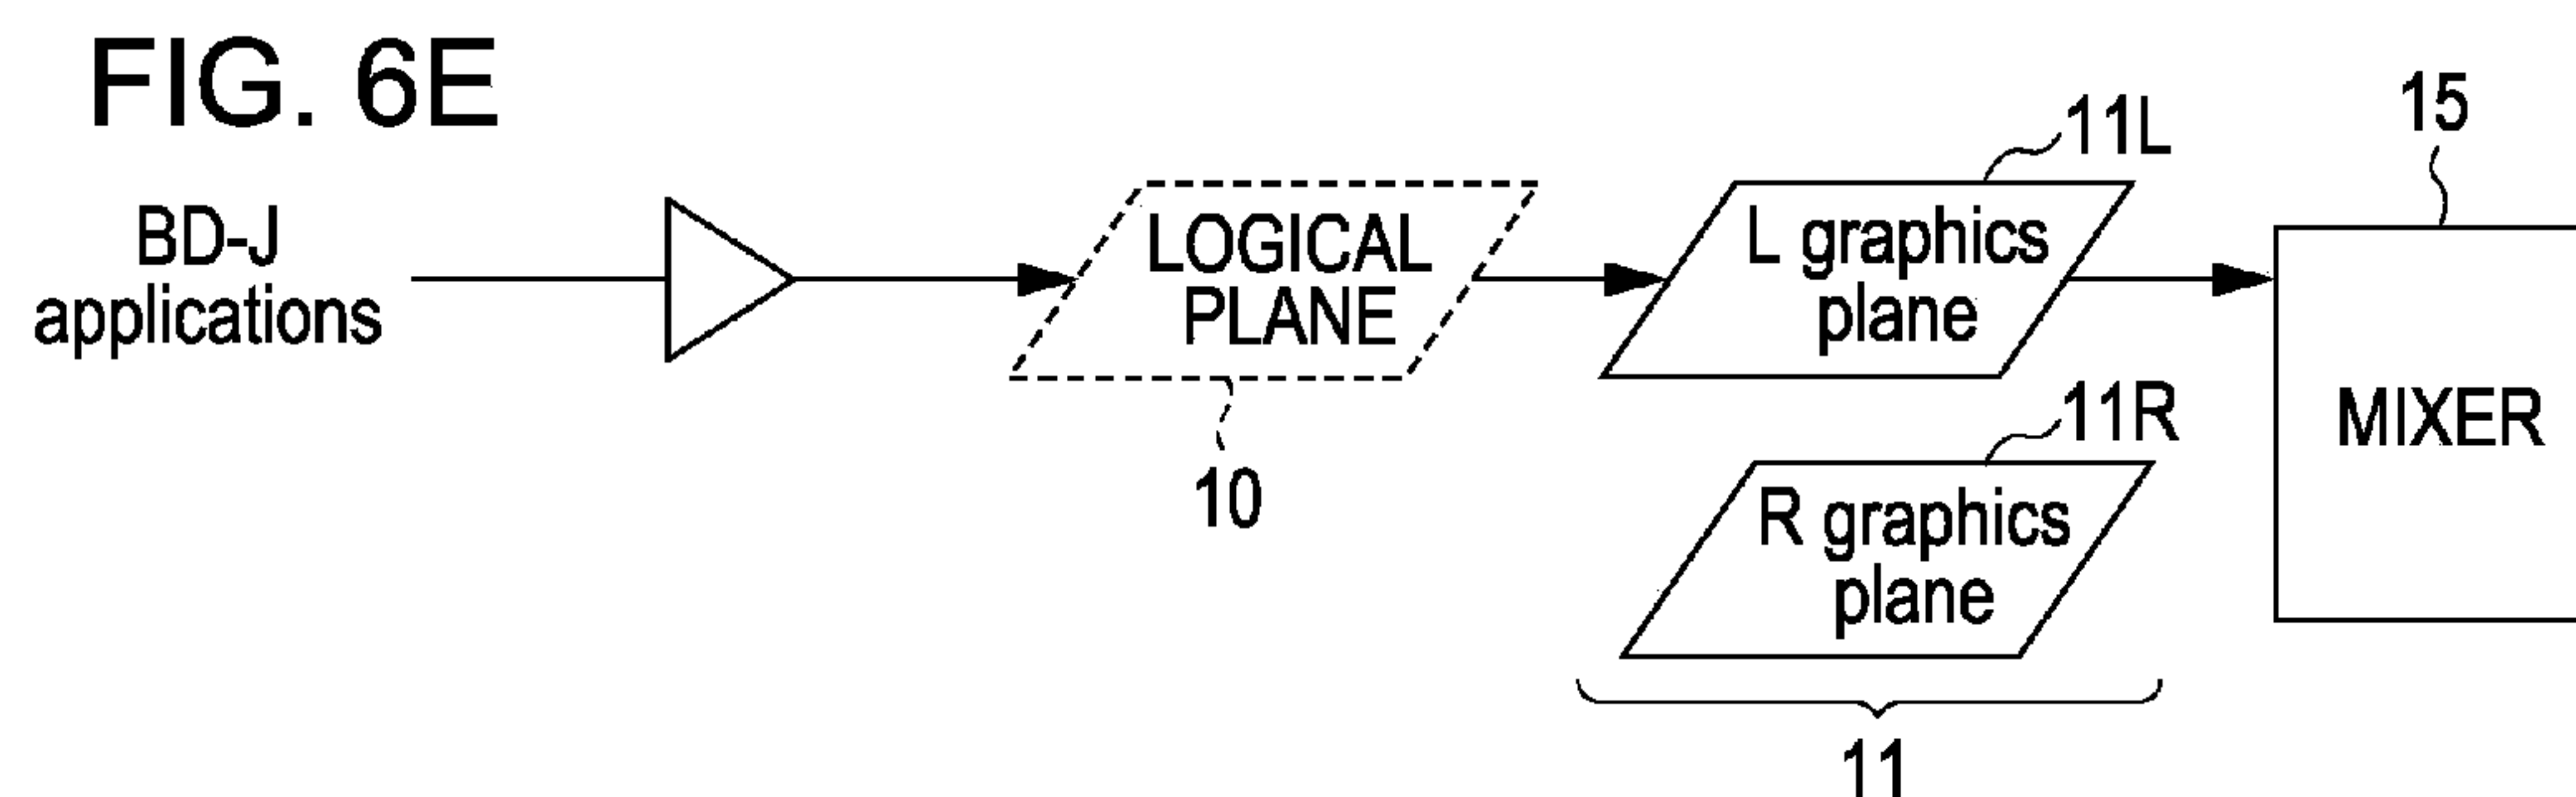 FIG. 6E
BD-J
applications
LOGICAL
PLANE
10
11L
L graphics
plane
11R
R graphics
plane
11
15
MIXER